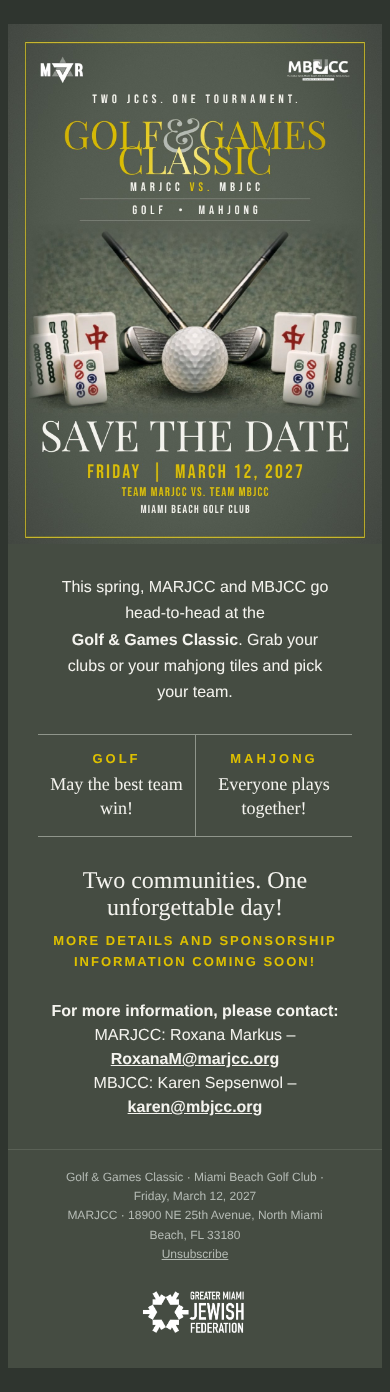 M R
MBJCC
TWO JCCS. ONE TOURNAMENT.
GOLF&GAMES
CLASSIC
MARJCC VS. MBJCC
GOLF • MAHJONG
SAVE THE DATE
FRIDAY | MARCH 12, 2027
TEAM MARJCC VS. TEAM MBJCC
MIAMI BEACH GOLF CLUB
This spring, MARJCC and MBJCC go
head-to-head at the
Golf & Games Classic. Grab your
clubs or your mahjong tiles and pick
your team.
GOLF
May the best team
win!
MAHJONG
Everyone plays
together!
Two communities. One
unforgettable day!
MORE DETAILS AND SPONSORSHIP
INFORMATION COMING SOON!
For more information, please contact:
MARJCC: Roxana Markus –
RoxanaM@marjcc.org
MBJCC: Karen Sepsenwol –
karen@mbjcc.org
Golf & Games Classic · Miami Beach Golf Club ·
Friday, March 12, 2027
MARJCC · 18900 NE 25th Avenue, North Miami
Beach, FL 33180
Unsubscribe
GREATER MIAMI
JEWISH
FEDERATION